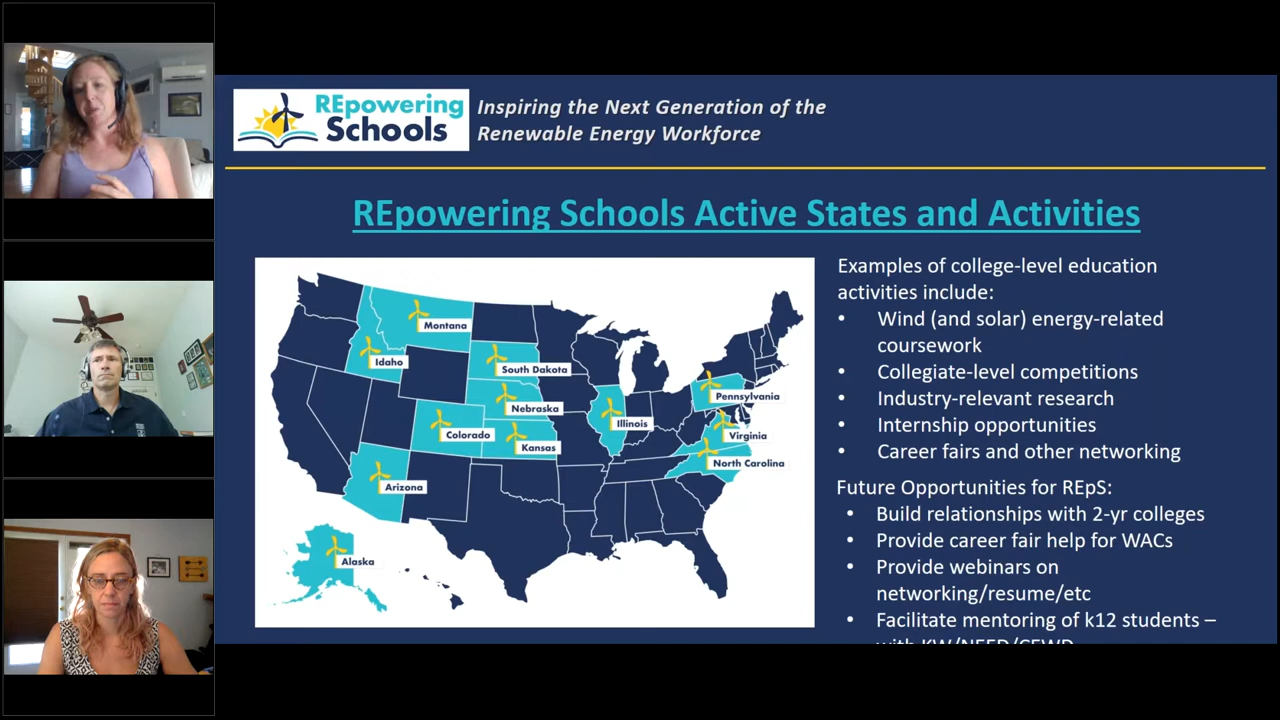 REpowering
Schools
Inspiring the Next Generation of the
Renewable Energy Workforce
REpowering Schools Active States and Activities
Montana
Idaho
South Dakota
Nebraska
Colorado
Kansas
Arizona
Illinois
Pennsylvania
Virginia
North Carolina
Alaska
Examples of college-level education
activities include:
• Wind (and solar) energy-related
coursework
• Collegiate-level competitions
• Industry-relevant research
• Internship opportunities
• Career fairs and other networking
Future Opportunities for REpS:
• Build relationships with 2-yr colleges
• Provide career fair help for WACs
• Provide webinars on
networking/resume/etc
• Facilitate mentoring of k12 students –
with KW/NEED/CEWD